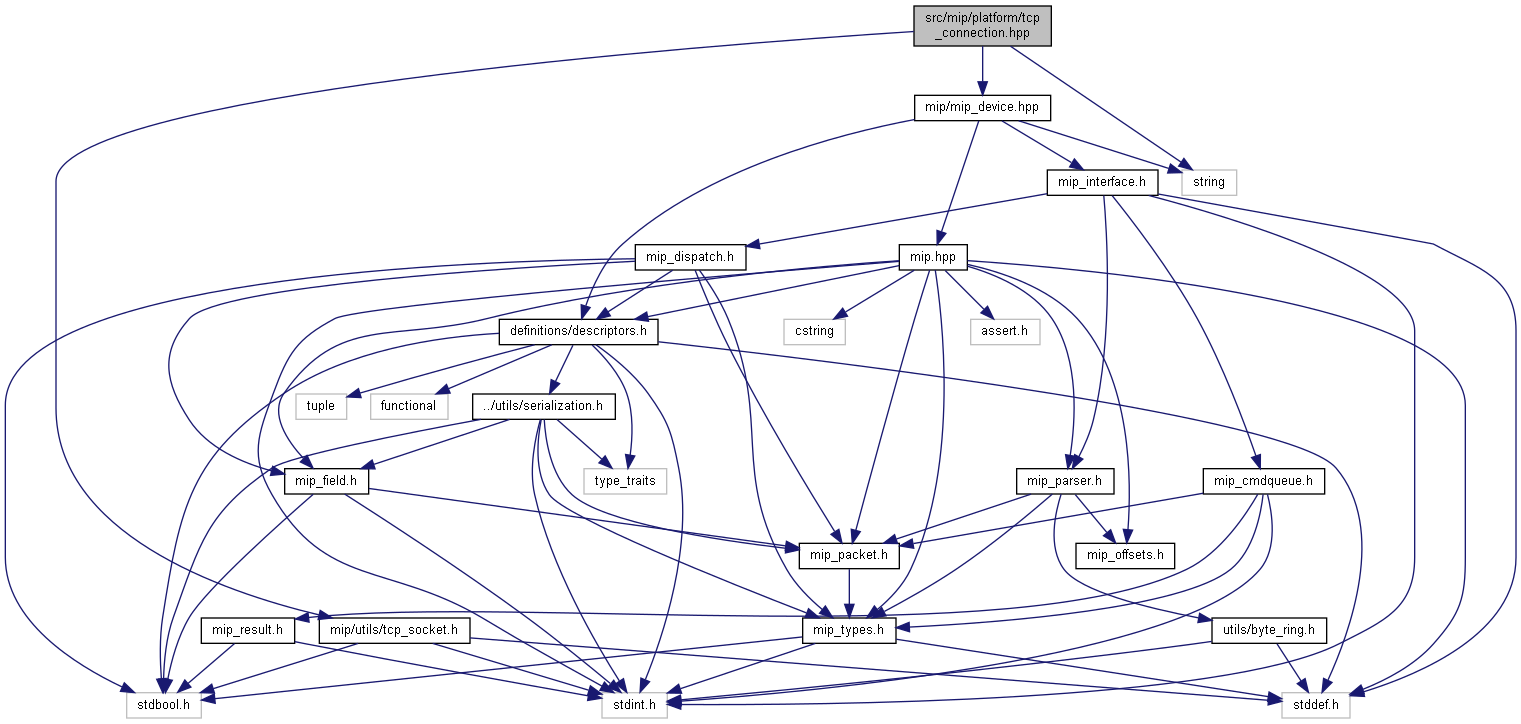 src/mip/platform/tcp
_connection.hpp
mip/mip_device.hpp
mip_interface.h
string
mip_dispatch.h
mip.hpp
definitions/descriptors.h
cstring
assert.h
tuple
functional
../utils/serialization.h
mip_field.h
type_traits
mip_parser.h
mip_cmdqueue.h
mip_packet.h
mip_offsets.h
mip_result.h
mip/utils/tcp_socket.h
mip_types.h
utils/byte_ring.h
stdbool.h
stdint.h
stddef.h